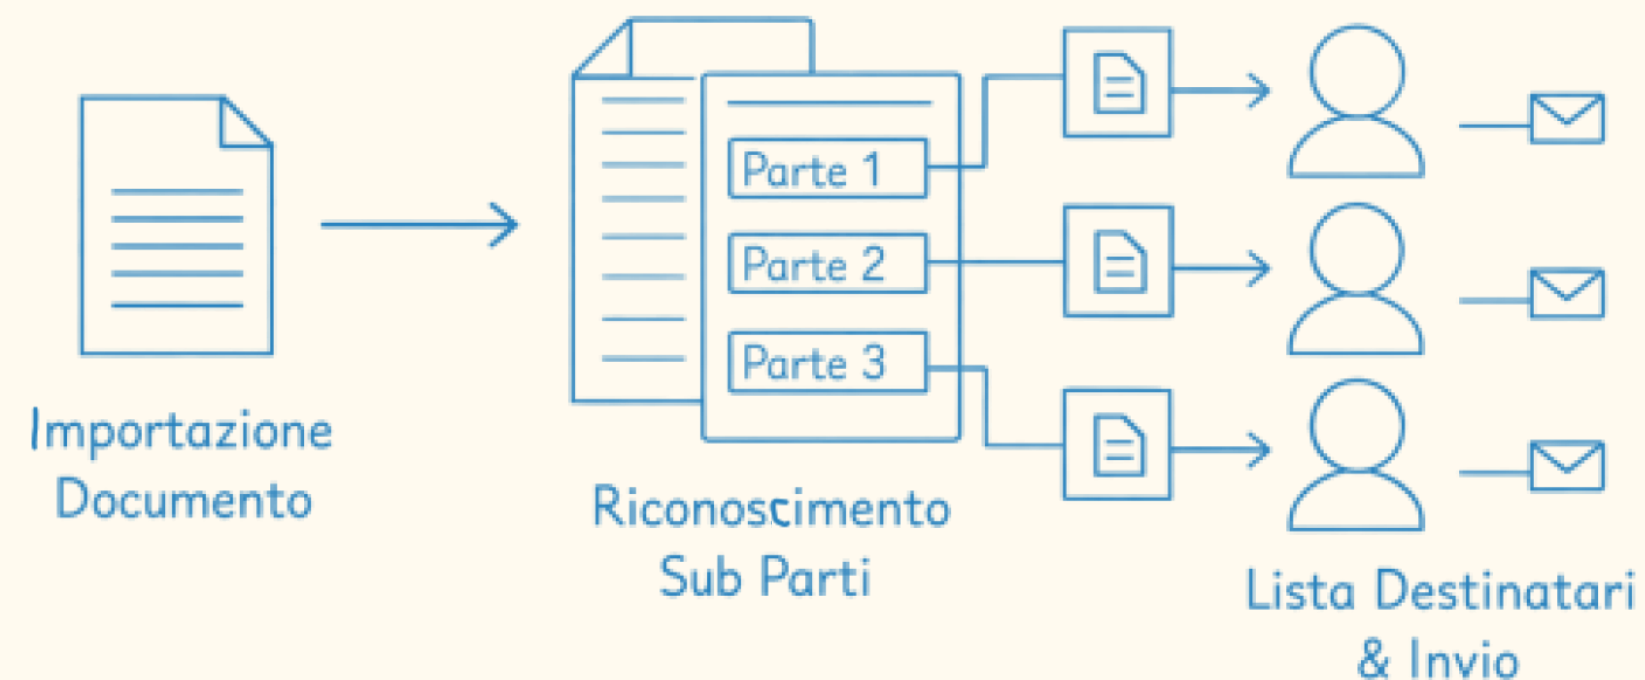 Importazione
Documento
Riconoscimento
Sub Parti
Parte 1
Parte 2
Parte 3
Lista Destinatari
& Invio